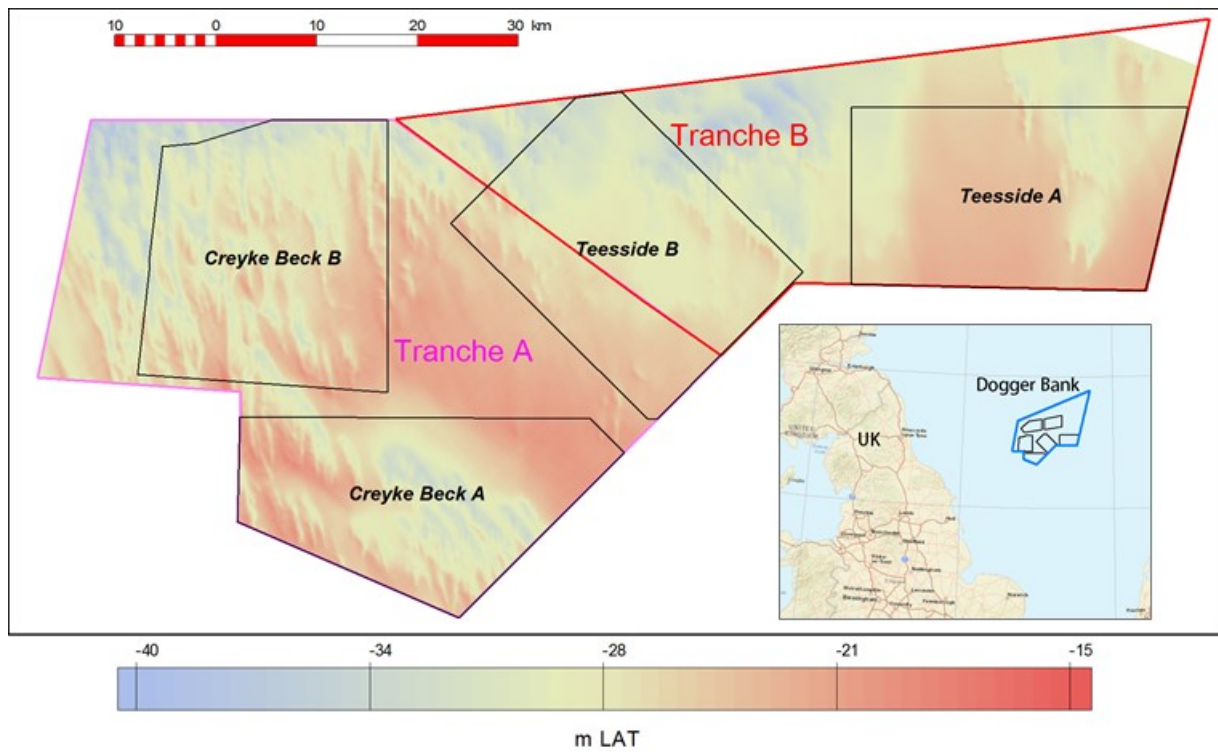 10 0 10 20 30 km
Tranche B
Teesside A
Creyke Beck B
Teesside B
Tranche A
Creyke Beck A
Dogger Bank
UK
-40 -34 -28 -21 -15
m LAT